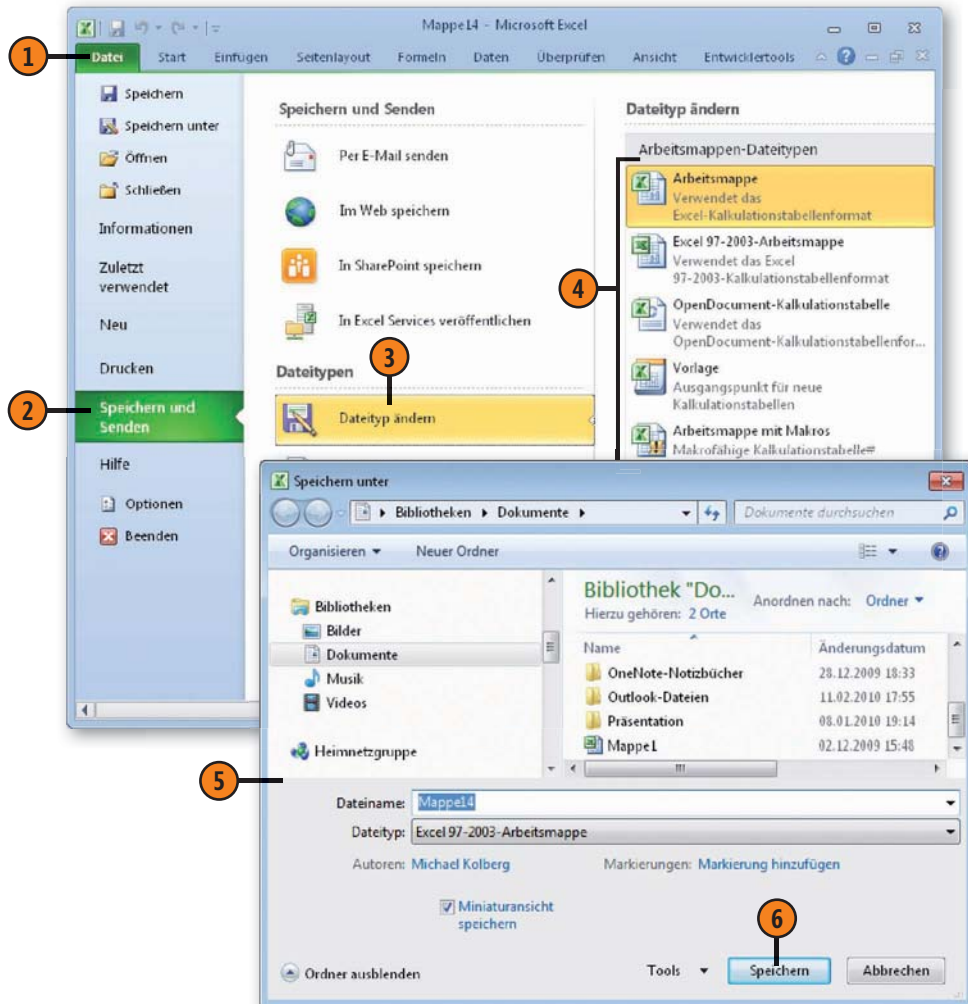 Mappe14 - Microsoft Excel
1
Datei Start Einfügen Seitenlayout Formeln Daten Überprüfen Ansicht Entwicklertools
Speichern
Speichern unter
Öffnen
Schließen
Informationen
Zuletzt
verwendet
Neu
Drucken
2
Speichern und
Senden
Hilfe
Optionen
Beenden
Speichern und Senden
Per E-Mail senden
Im Web speichern
In SharePoint speichern
In Excel Services veröffentlichen
Dateitypen
3
Dateityp ändern
Dateityp ändern
Arbeitsmappen-Dateitypen
4
Arbeitsmappe
Verwendet das
Excel-Kalkulationstabellenformat
Excel 97-2003-Arbeitsmappe
Verwendet das Excel
97-2003-Kalkulationstabellenformat
OpenDocument-Kalkulationstabelle
Verwendet das
OpenDocument-Kalkulationstabellenfor...
Vorlage
Ausgangspunkt für neue
Kalkulationstabellen
Arbeitsmappe mit Makros
Makrofähige Kalkulationstabelle#
Speichern unter
Bibliotheken Dokumente
Dokumente durchsuchen
Organisieren Neuer Ordner
Bibliotheken
Bilder
Dokumente
Musik
Videos
Heimnetzgruppe
Bibliothek "Do...
Hierzu gehören: 2 Orte
Anordnen nach: Ordner
Name Änderungsdatum
OneNote-Notizbücher 28.12.2009 18:33
Outlook-Dateien 11.02.2010 17:55
Präsentation 08.01.2010 19:14
Mappe1 02.12.2009 15:48
5
Dateiname: Mappe14
Dateityp: Excel 97-2003-Arbeitsmappe
Autoren: Michael Kolberg Markierungen: Markierung hinzufügen
Miniaturansicht
speichern
6
Ordner ausblenden Tools Speichern Abbrechen